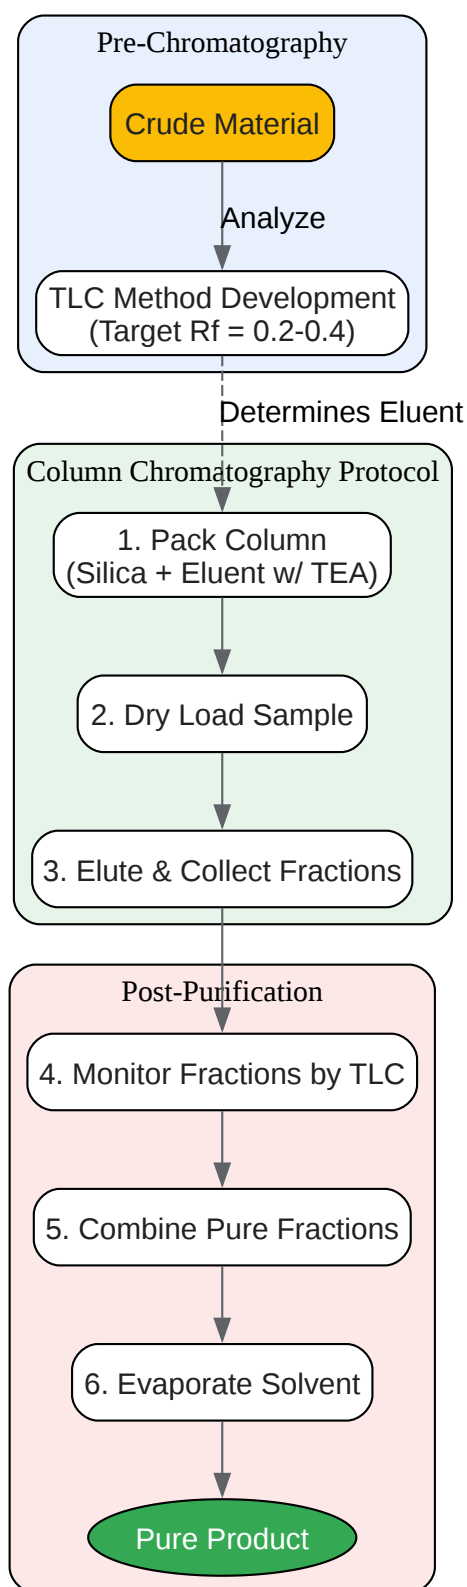 Pre-Chromatography
Crude Material
Analyze
TLC Method Development
(Target Rf = 0.2-0.4)
Determines Eluent
Column Chromatography Protocol
1. Pack Column
(Silica + Eluent w/ TEA)
2. Dry Load Sample
3. Elute & Collect Fractions
Post-Purification
4. Monitor Fractions by TLC
5. Combine Pure Fractions
6. Evaporate Solvent
Pure Product